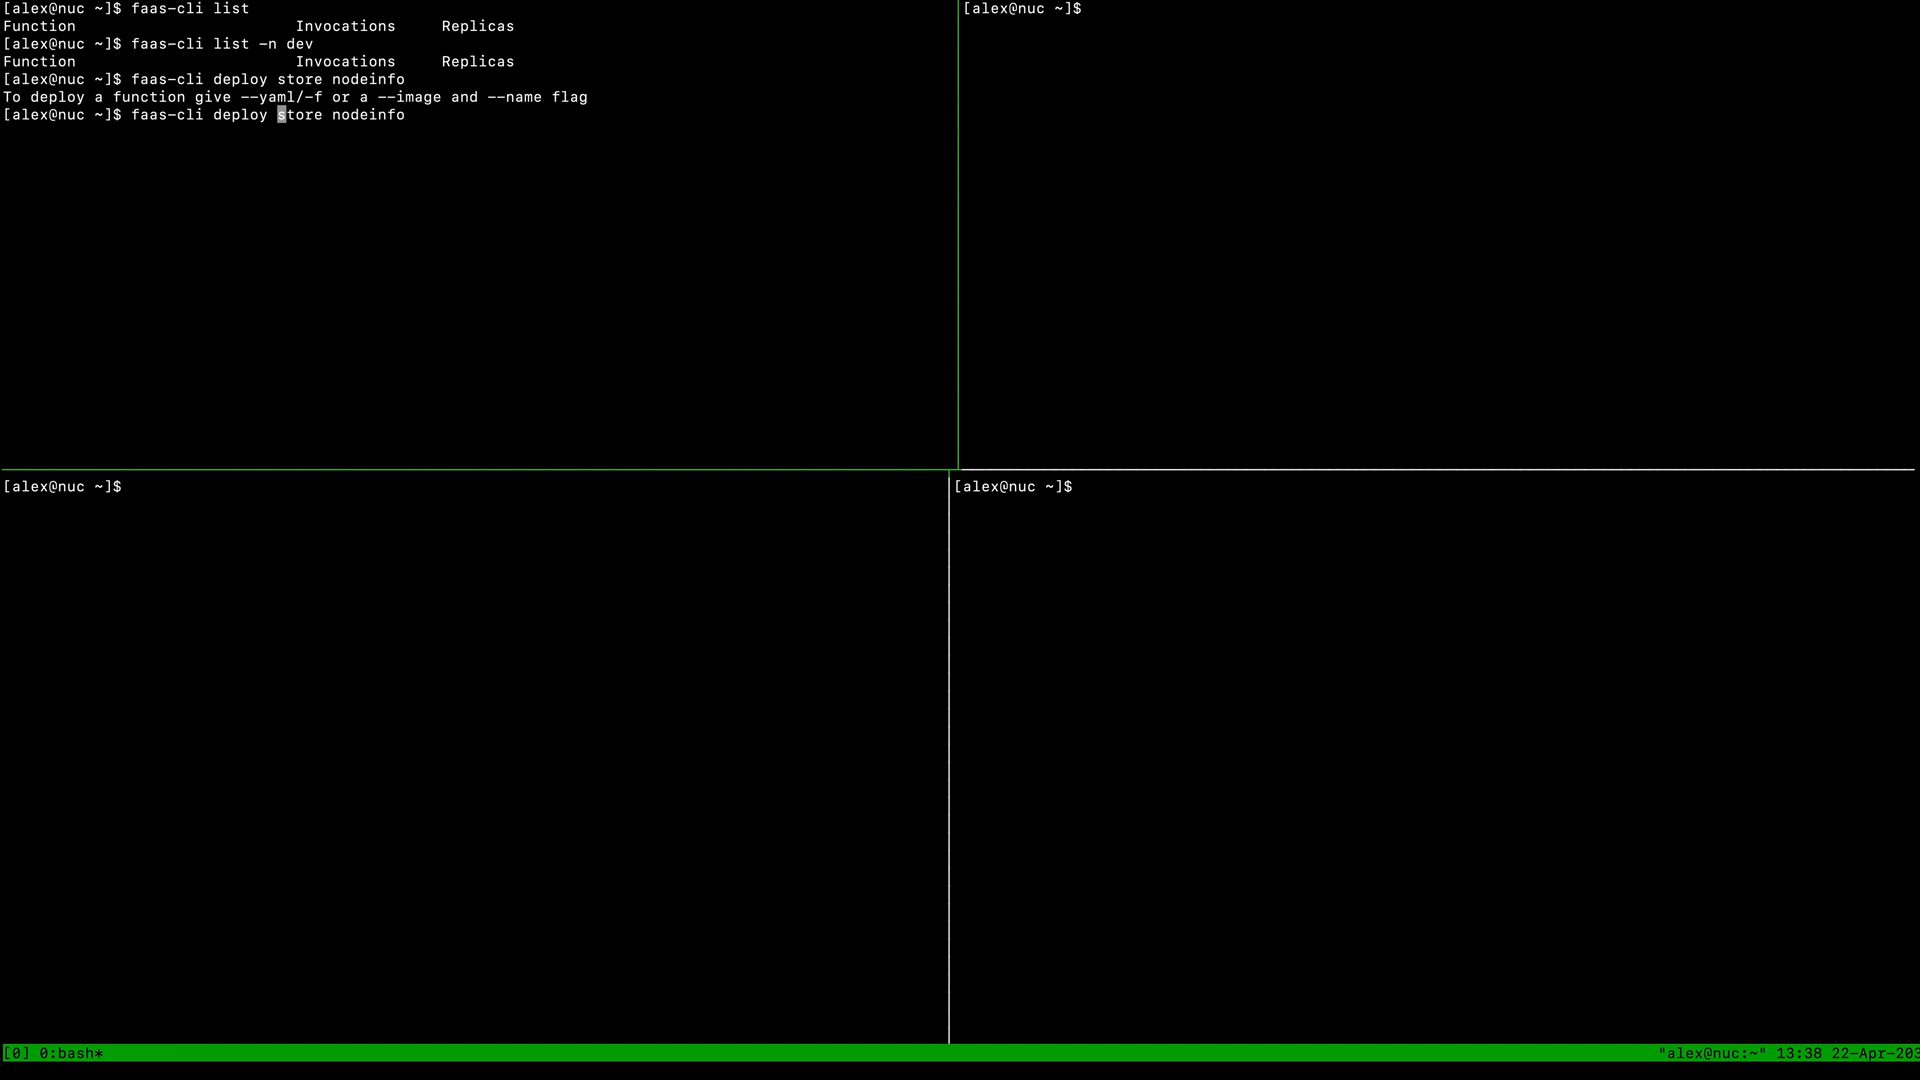 [alex@nuc ~]$ faas-cli list
Function                        Invocations     Replicas
[alex@nuc ~]$ faas-cli list -n dev
Function                        Invocations     Replicas
[alex@nuc ~]$ faas-cli deploy store nodeinfo
To deploy a function give --yaml/-f or a --image and --name flag
[alex@nuc ~]$ faas-cli deploy store nodeinfo
[alex@nuc ~]$
[alex@nuc ~]$
[alex@nuc ~]$
[0] 0:bash* "alex@nuc:~" 13:38 22-Apr-203